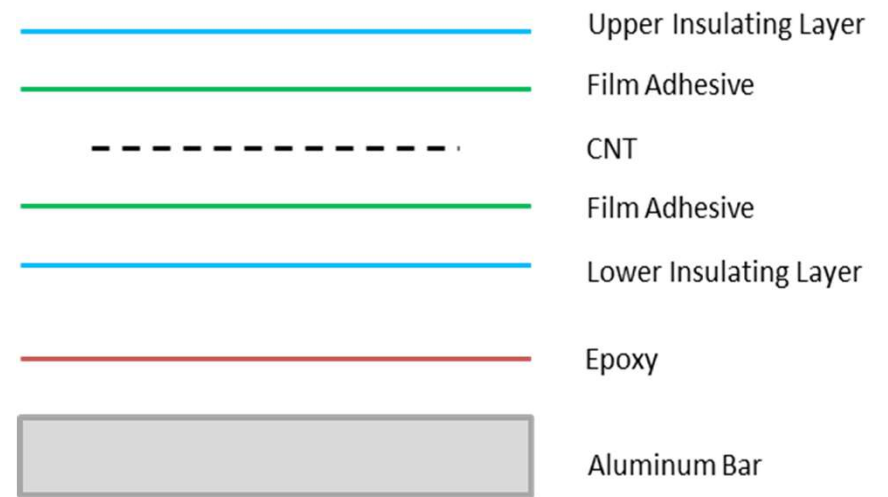 Upper Insulating Layer
Film Adhesive
CNT
Film Adhesive
Lower Insulating Layer
Epoxy
Aluminum Bar